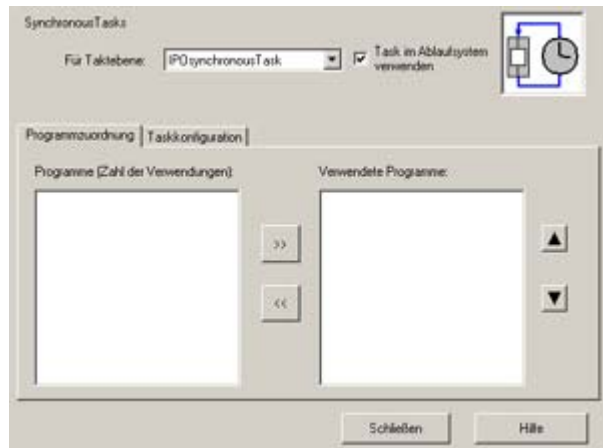 SynchronousTasks
Für Taktebene: IPOsynchronousTask
Task im Ablaufsystem
verwenden
Programmzuordnung Taskkonfiguration
Programme (Zahl der Verwendungen): Verwendete Programme:
>>
<<
Schließen Hilfe